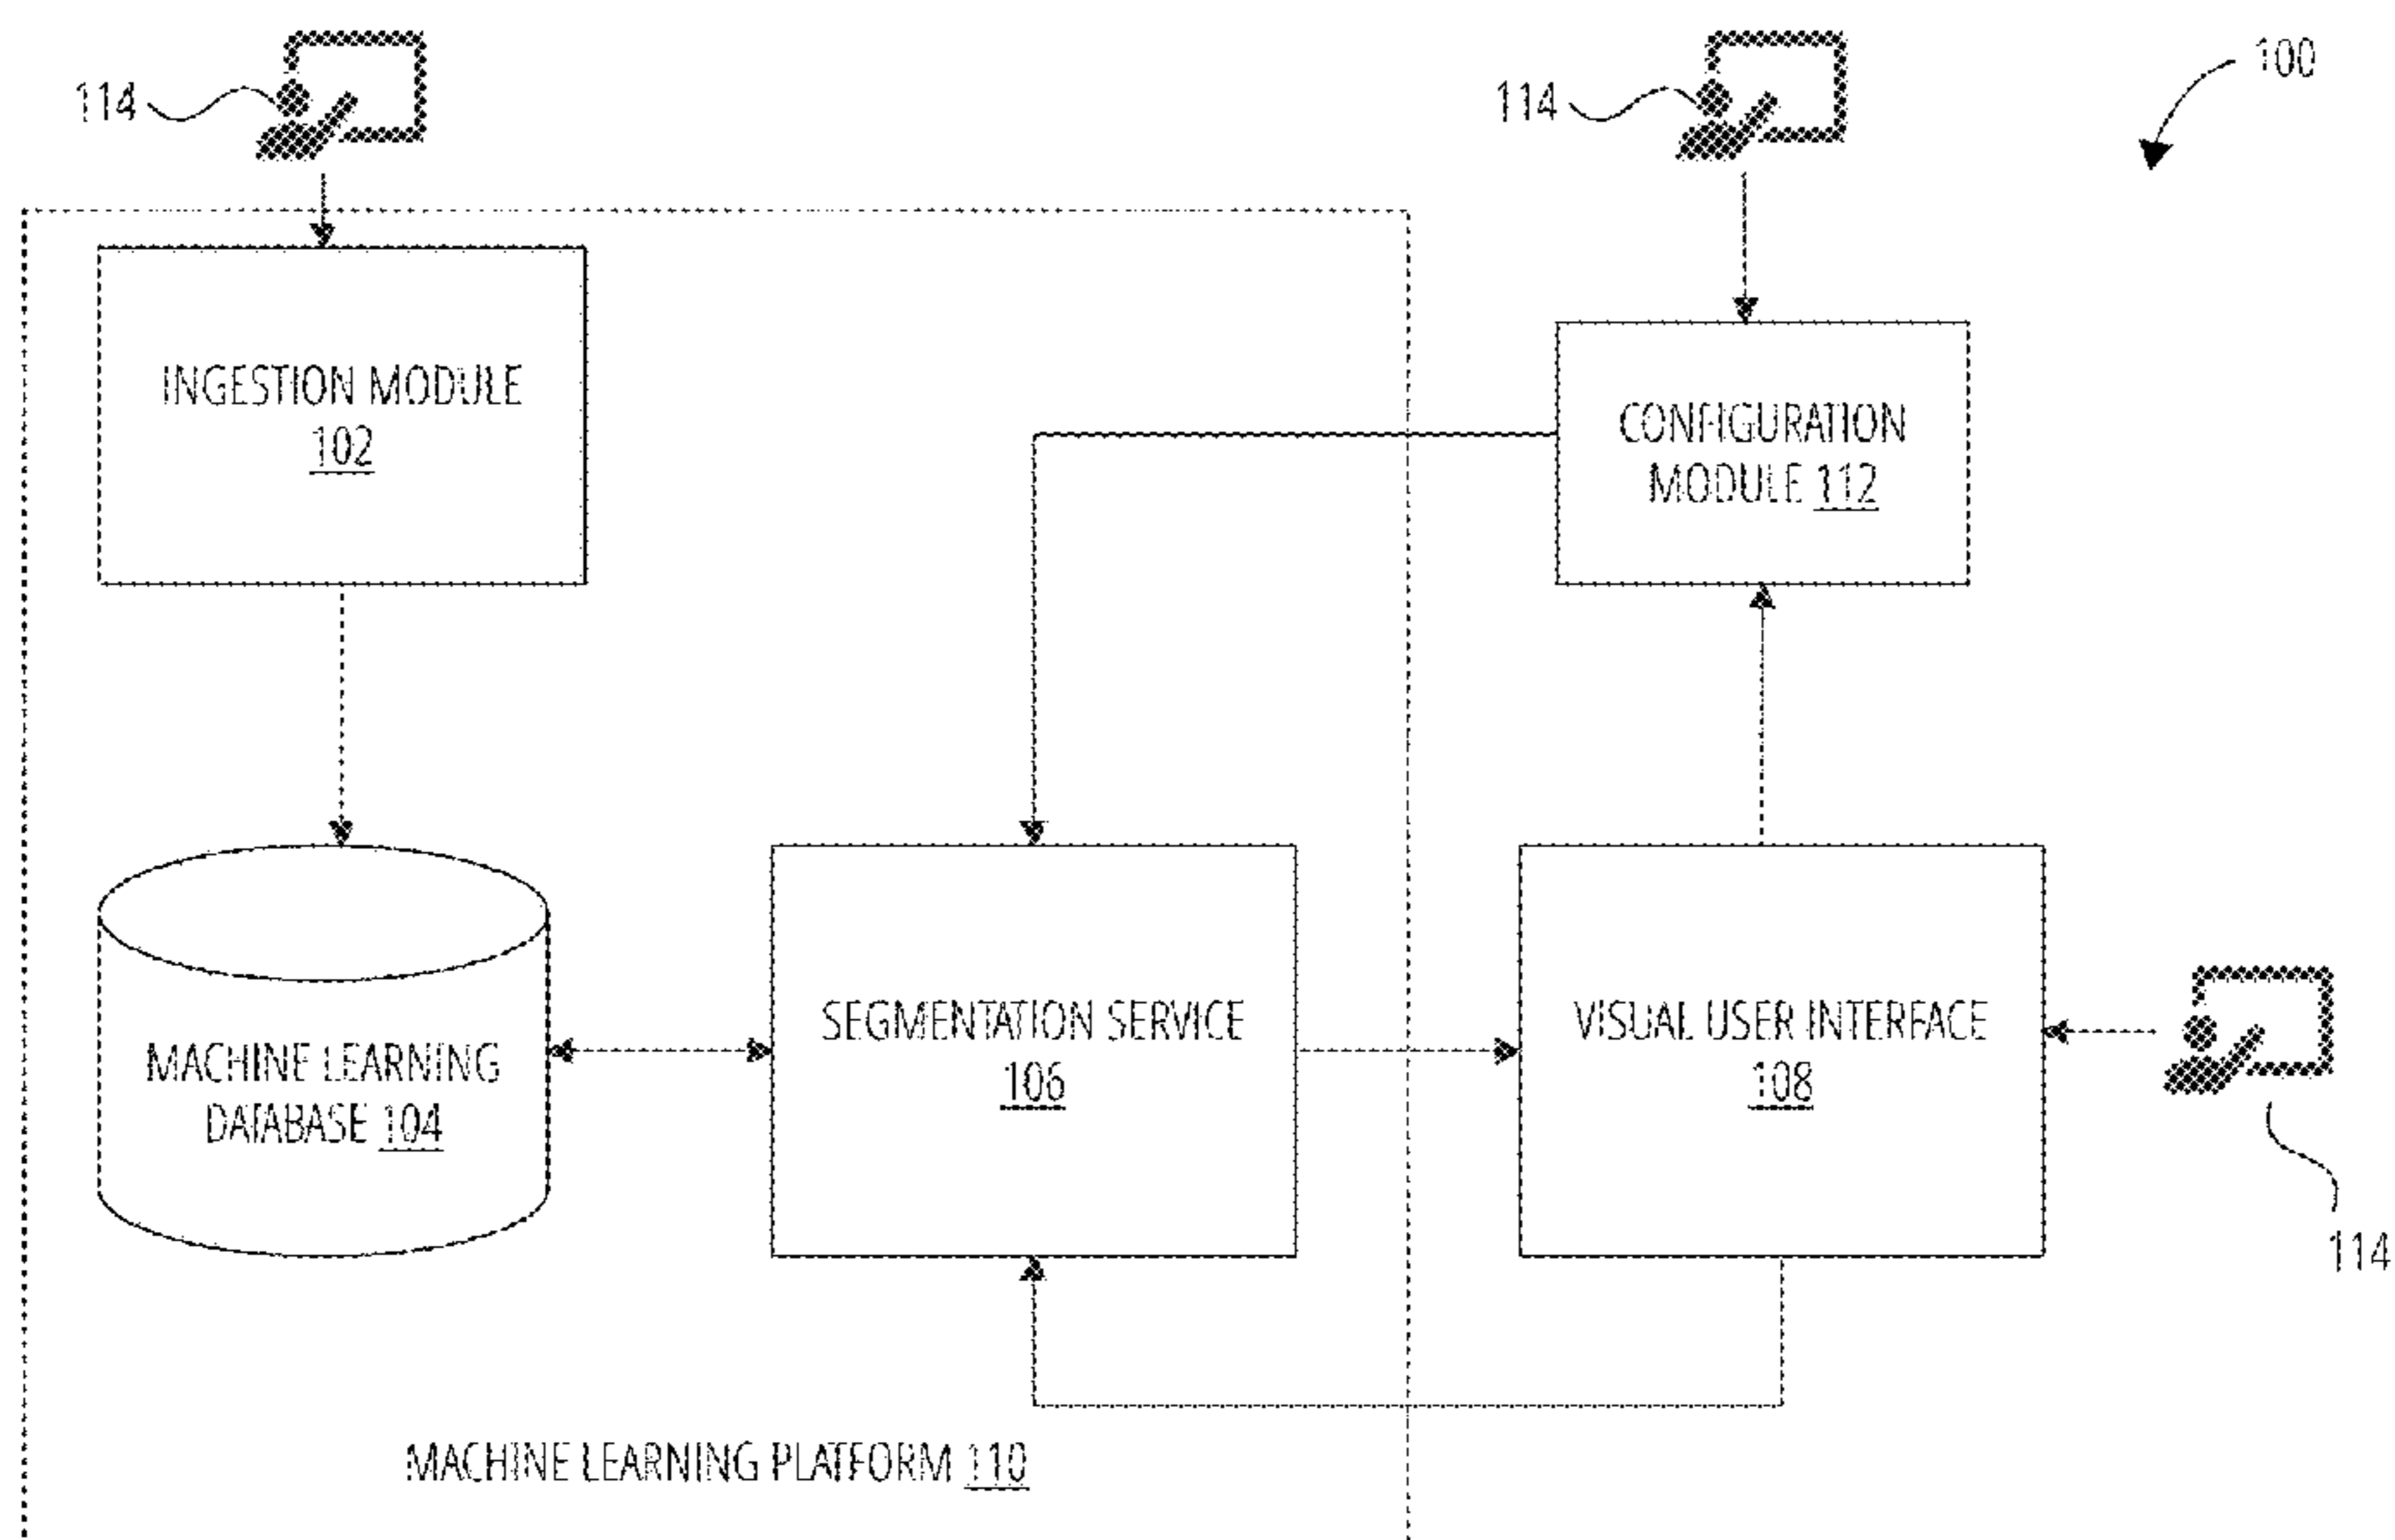 114
114
100
INGESTION MODULE
102
CONFIGURATION
MODULE 112
MACHINE LEARNING
DATABASE 104
SEGMENTATION SERVICE
106
VISUAL USER INTERFACE
108
114
MACHINE LEARNING PLATFORM 110